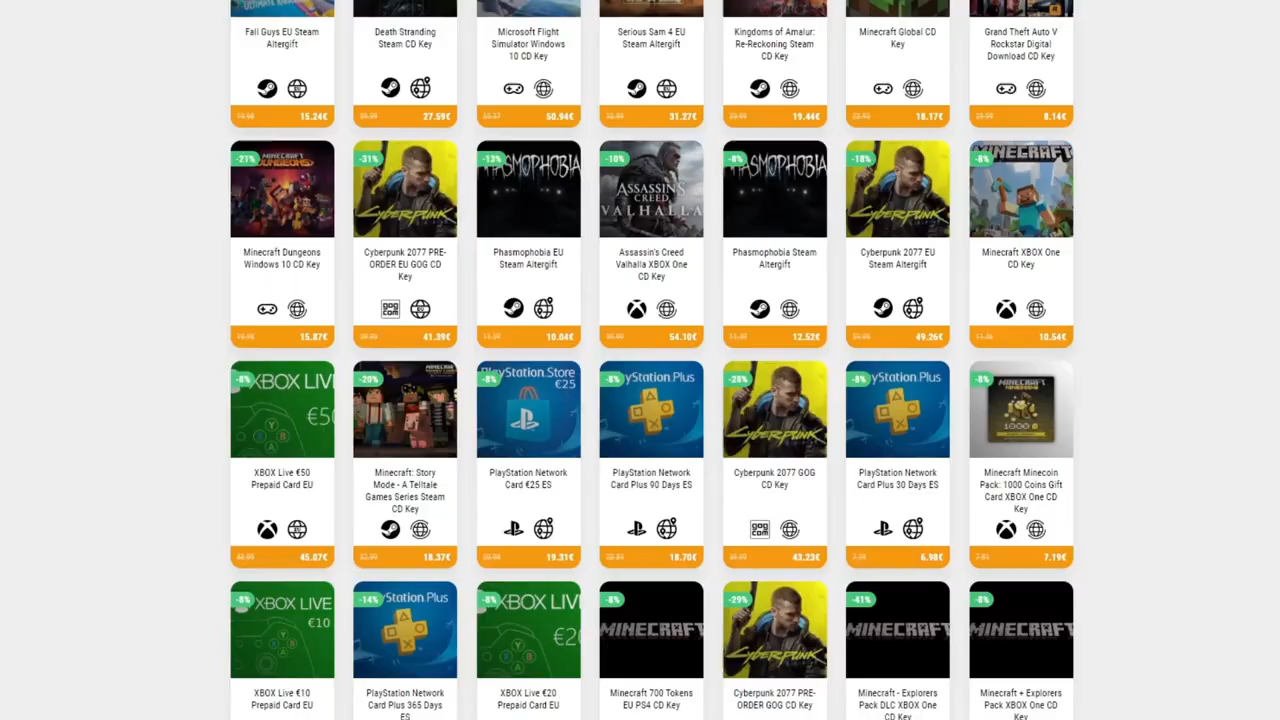 Fall Guys EU Steam
Altergift
Death Stranding
Steam CD Key
Microsoft Flight
Simulator Windows
10 CD Key
Serious Sam 4 EU
Steam Altergift
Kingdoms of Amalur:
Re-Reckoning Steam
CD Key
Minecraft Global CD
Key
Grand Theft Auto V
Rockstar Digital
Download CD Key
15.24€
27.59€
50.94€
31.27€
19.44€
18.17€
8.14€
-21%
MINECRAFT
DUNGEONS
-31%
CYBERPUNK
-13%
PHASMOPHOBIA
-10%
ASSASSIN'S
CREED
VALHALLA
-8%
PHASMOPHOBIA
-18%
CYBERPUNK
-8%
MINECRAFT
Minecraft Dungeons
Windows 10 CD Key
Cyberpunk 2077 PRE-
ORDER EU GOG CD
Key
Phasmophobia EU
Steam Altergift
Assassin's Creed
Valhalla XBOX One
CD Key
Phasmophobia Steam
Altergift
Cyberpunk 2077 EU
Steam Altergift
Minecraft XBOX One
CD Key
gog
com
15.87€
41.39€
10.04€
54.10€
12.52€
49.26€
10.54€
-8%
XBOX LIVE
€50
-20%
MINECRAFT
-8%
PlayStation Store
€25
-8%
PlayStation Plus
-28%
CYBERPUNK
-8%
PlayStation Plus
-8%
MINECRAFT
1000
XBOX Live €50
Prepaid Card EU
Minecraft: Story
Mode - A Telltale
Games Series Steam
CD Key
PlayStation Network
Card €25 ES
PlayStation Network
Card Plus 90 Days ES
Cyberpunk 2077 GOG
CD Key
PlayStation Network
Card Plus 30 Days ES
Minecraft Minecoin
Pack: 1000 Coins Gift
Card XBOX One CD
Key
gog
com
45.07€
18.37€
19.31€
18.70€
43.23€
6.98€
7.19€
-8%
XBOX LIVE
€10
-14%
PlayStation Plus
-8%
XBOX LIVE
€20
-8%
MINECRAFT
-29%
CYBERPUNK
-41%
MINECRAFT
-8%
MINECRAFT
XBOX Live €10
Prepaid Card EU
PlayStation Network
Card Plus 365 Days
ES
XBOX Live €20
Prepaid Card EU
Minecraft 700 Tokens
EU PS4 CD Key
Cyberpunk 2077 PRE-
ORDER GOG CD Key
Minecraft - Explorers
Pack DLC XBOX One
CD Key
Minecraft + Explorers
Pack XBOX One CD
Key